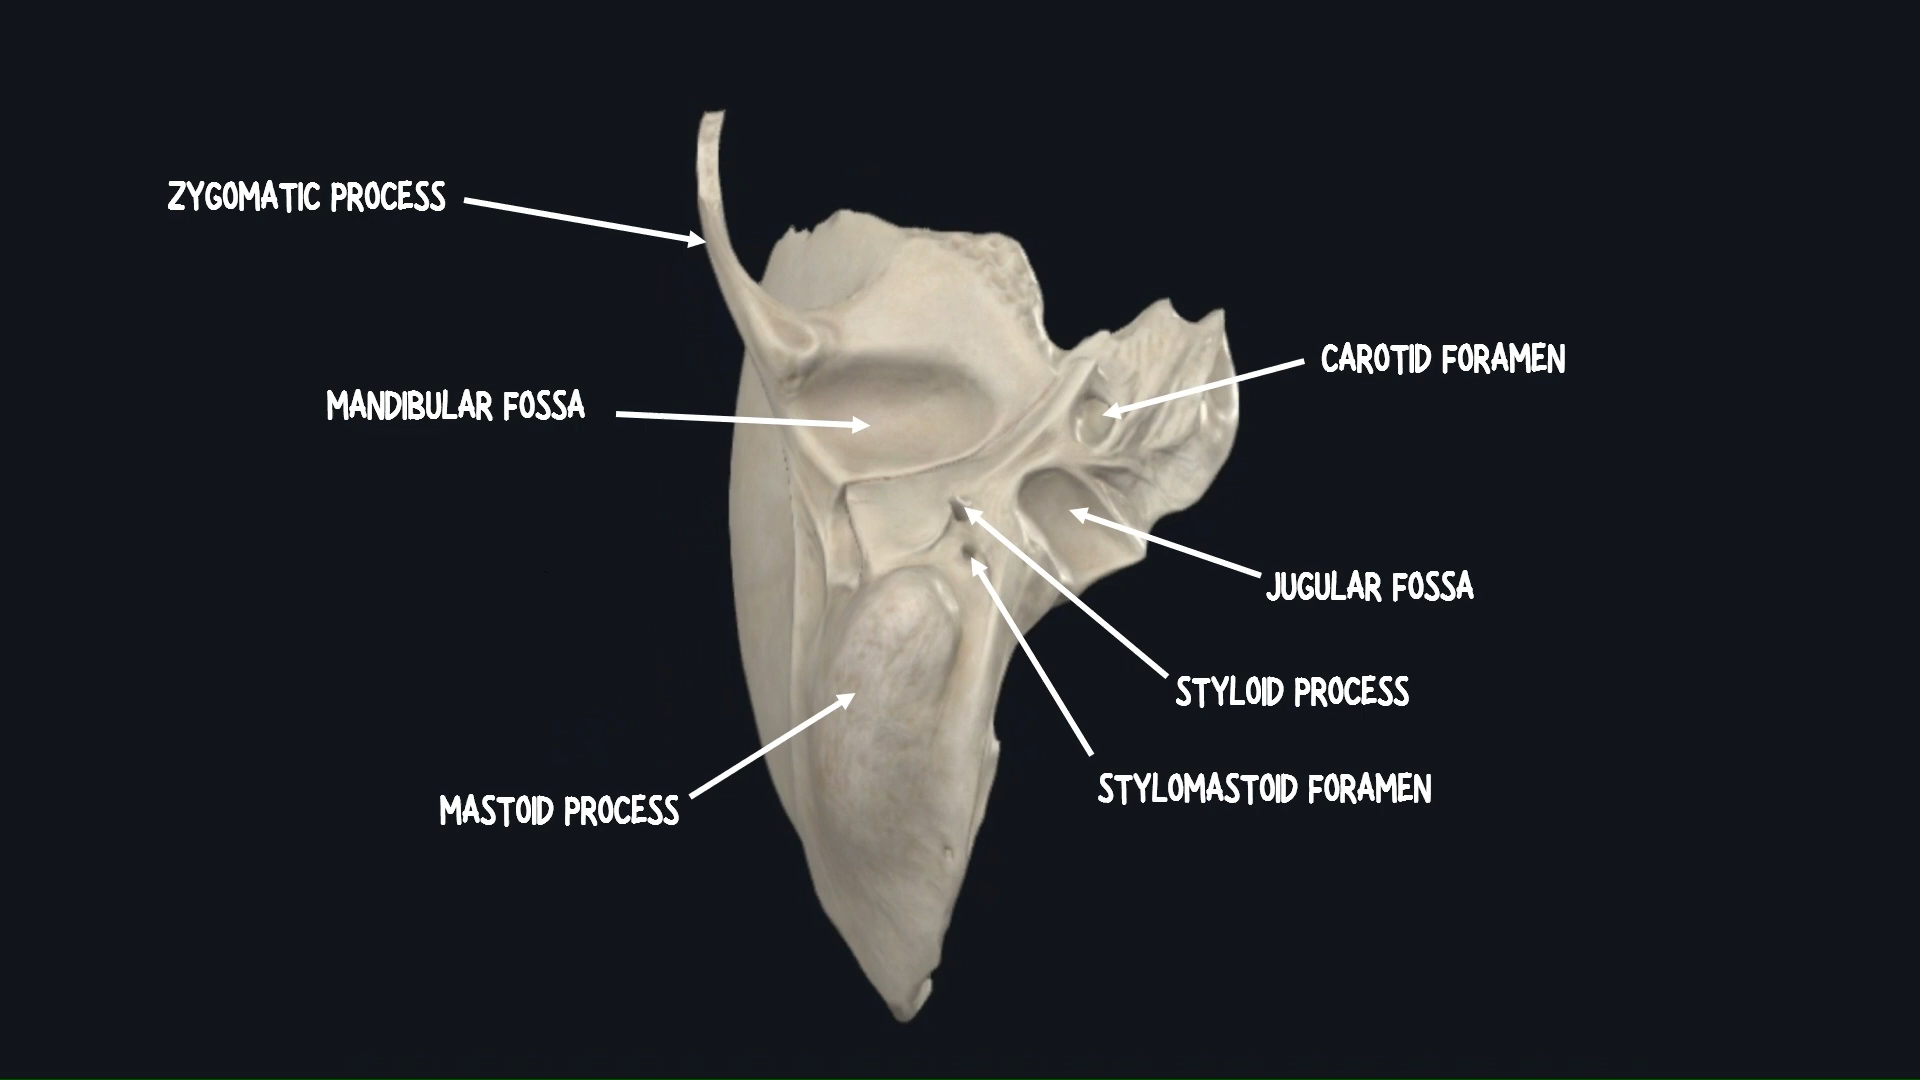 ZYGOMATIC PROCESS
CAROTID FORAMEN
MANDIBULAR FOSSA
JUGULAR FOSSA
STYLOID PROCESS
STYLOMASTOID FORAMEN
MASTOID PROCESS